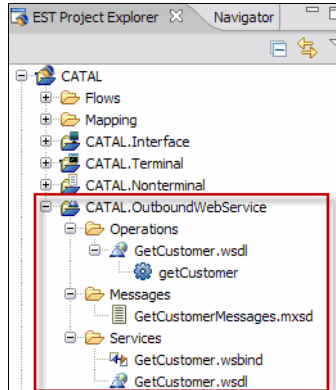 EST Project Explorer Navigator
CATAL
Flows
Mapping
CATAL.Interface
CATAL.Terminal
CATAL.Nonterminal
CATAL.OutboundWebService
Operations
GetCustomer.wsdl
getCustomer
Messages
GetCustomerMessages.mxsd
Services
GetCustomer.wsbind
GetCustomer.wsdl